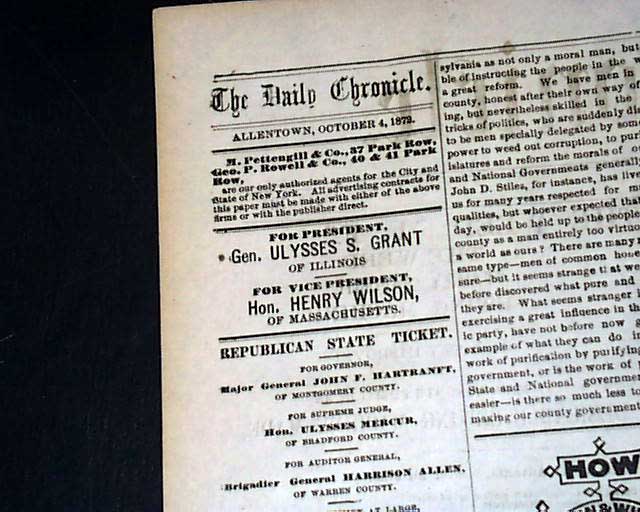 The Daily Chronicle.
ALLENTOWN, OCTOBER 4, 1872.
M. Pettengill & Co., 37 Park Row,
Geo. P. Rowell & Co., 40 & 41 Park
Row,
are our only authorized agents for the City and
State of New York. All advertising contracts for
this paper must be made with either of the above
firms or with the publisher direct.
FOR PRESIDENT,
Gen. ULYSSES S. GRANT
OF ILLINOIS
FOR VICE PRESIDENT,
Hon. HENRY WILSON,
OF MASSACHUSETTS.
REPUBLICAN STATE TICKET.
FOR GOVERNOR,
Major General JOHN F. HARTRANFT,
OF MONTGOMERY COUNTY.
FOR SUPREME JUDGE,
Hon. ULYSSES MERCUR,
OF BRADFORD COUNTY.
FOR AUDITOR GENERAL,
Brigadier General HARRISON ALLEN,
OF WARREN COUNTY.
AT LARGE,
sylvania as not only a moral man, but
ble of instructing the people in the
a great reform. We have men in
county, honest after their own way of
ing, but nevertheless skilled in the
tricks of politics, who are suddenly
to be men specially delegated by some
power to weed out corruption, to
islatures and reform the morals of
and National Governments
John D. Stiles, for instance, has
us for many years respected for
qualities, but whoever expected
day, would be held up to the people
county as a man entirely too
a world as ours? There are many
same type—men of common
sure—but it seems strange
before discovered what pure and
they are. What seems stranger
exercising a great influence in
ic party, have not before now
example of what they can do
work of purification by
government, or is the work of
State and National
easier—is there so much less to
making our county
HOW